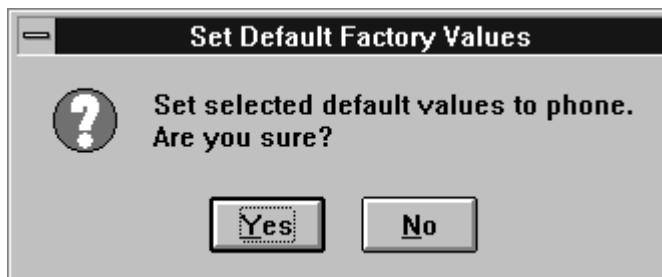 Set Default Factory Values
Set selected default values to phone.
Are you sure?
Yes
No